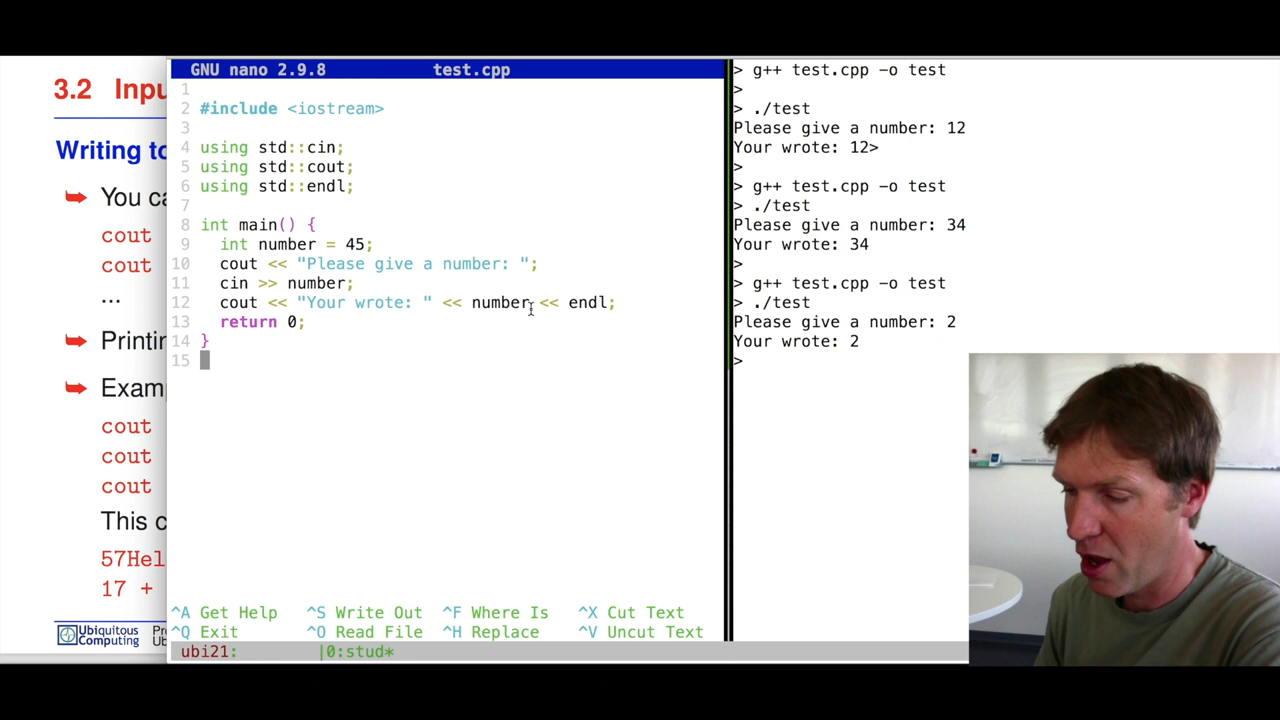 3.2 Inpu
Writing to
You ca
cout
cout
...
Printin
Exam
cout
cout
cout
This c
57Hel
17 +
Ubiquitous
Computing
Pr
Ub
GNU nano 2.9.8 test.cpp
1
2 #include <iostream>
3
4 using std::cin;
5 using std::cout;
6 using std::endl;
7
8 int main() {
9 int number = 45;
10 cout << "Please give a number: ";
11 cin >> number;
12 cout << "Your wrote: " << number << endl;
13 return 0;
14 }
15
^A Get Help ^S Write Out ^F Where Is ^X Cut Text
^Q Exit ^O Read File ^H Replace ^V Uncut Text
ubi21: |0:stud*
> g++ test.cpp -o test
>
> ./test
Please give a number: 12
Your wrote: 12>
>
> g++ test.cpp -o test
> ./test
Please give a number: 34
Your wrote: 34
>
> g++ test.cpp -o test
> ./test
Please give a number: 2
Your wrote: 2
>